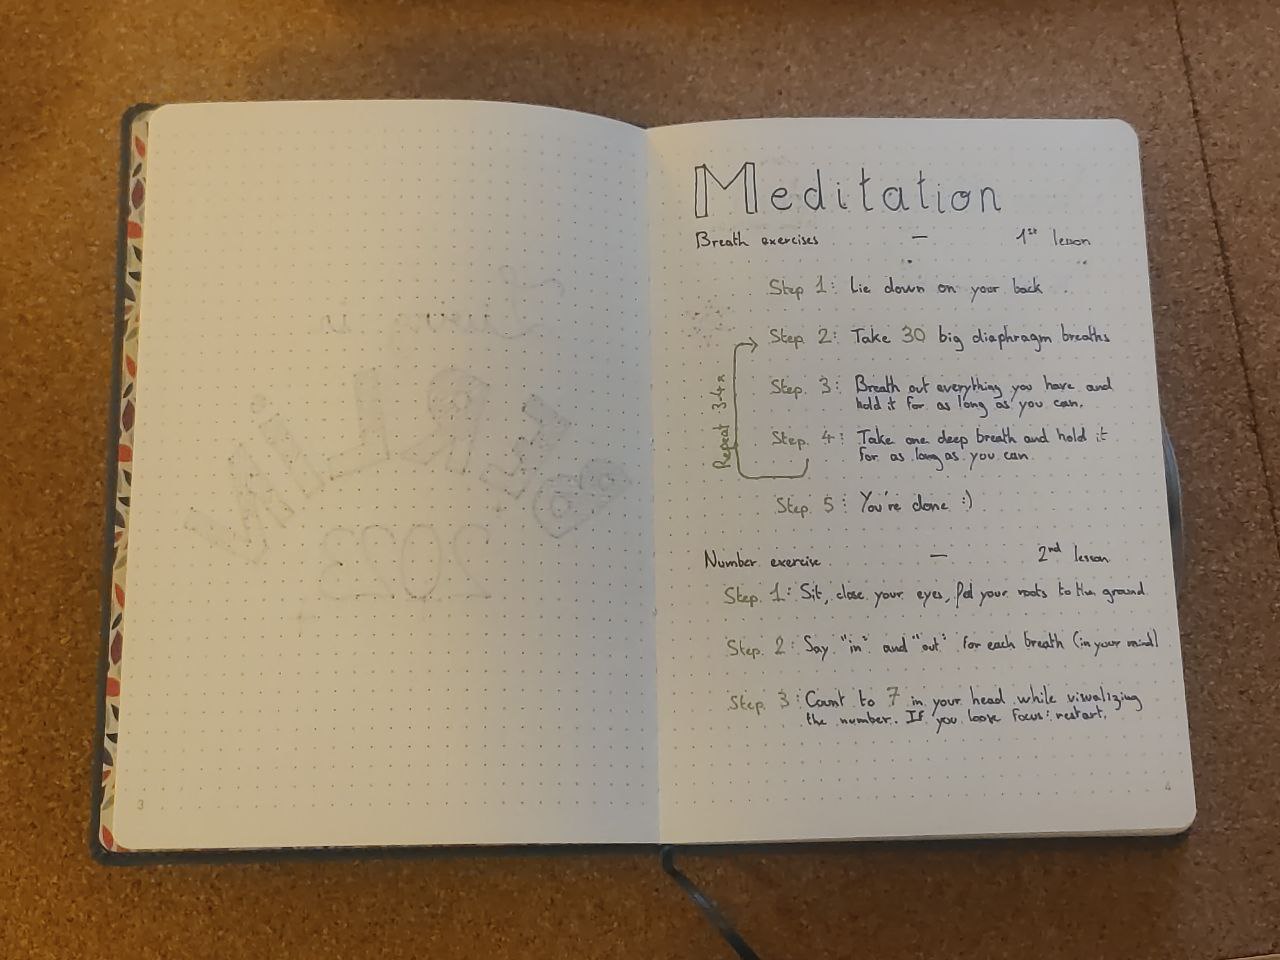 2023
3
Meditation
Breath exercises — 1st lesson
Step 1: Lie down on your back
Step 2: Take 30 big diaphragm breaths
Step 3: Breath out everything you have and
hold it for as long as you can.
Step 4: Take one deep breath and hold it
for as long as you can.
Repeat 3-4x
Step 5: You're done :)
Number exercise — 2nd lesson
Step 1: Sit, close your eyes, feel your roots to the ground
Step 2: Say "in" and "out" for each breath (in your mind)
Step 3: Count to 7 in your head while visualizing
the number. If you loose focus: restart.
4